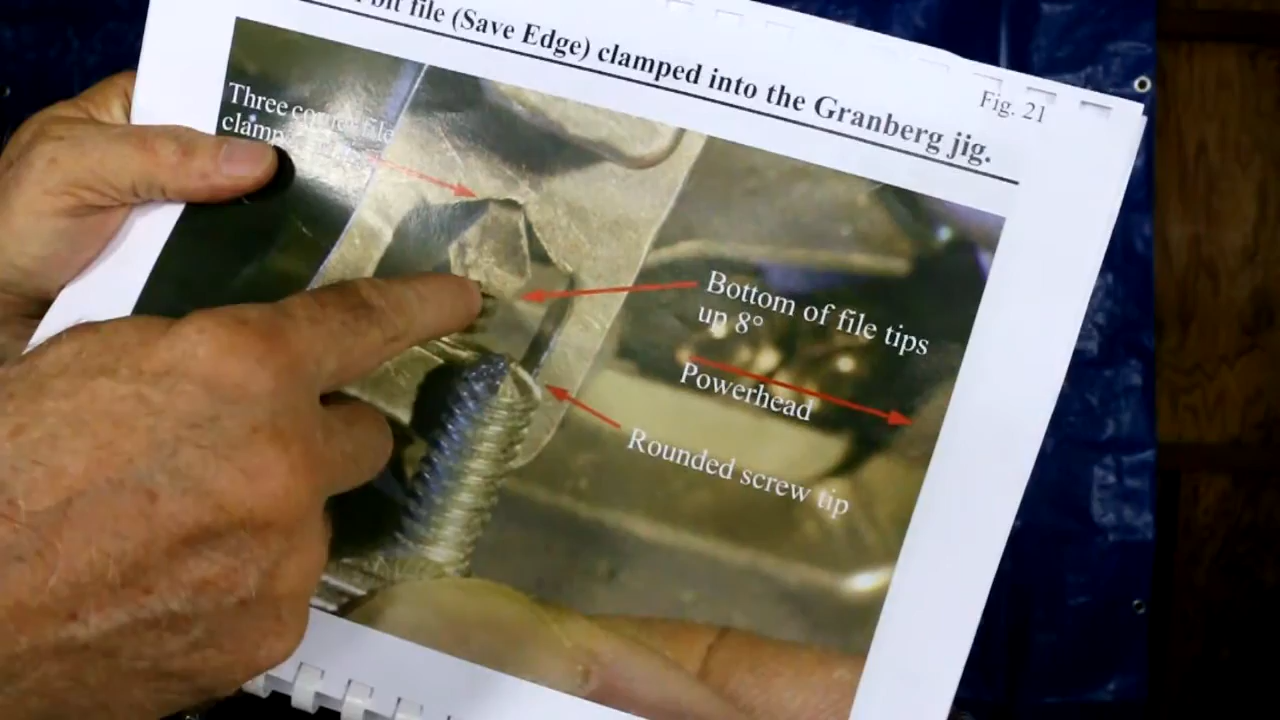 bit file (Save Edge) clamped into the Granberg jig.
Fig. 21
Three corner file
clamp
Bottom of file tips
up 8°
Powerhead
Rounded screw tip